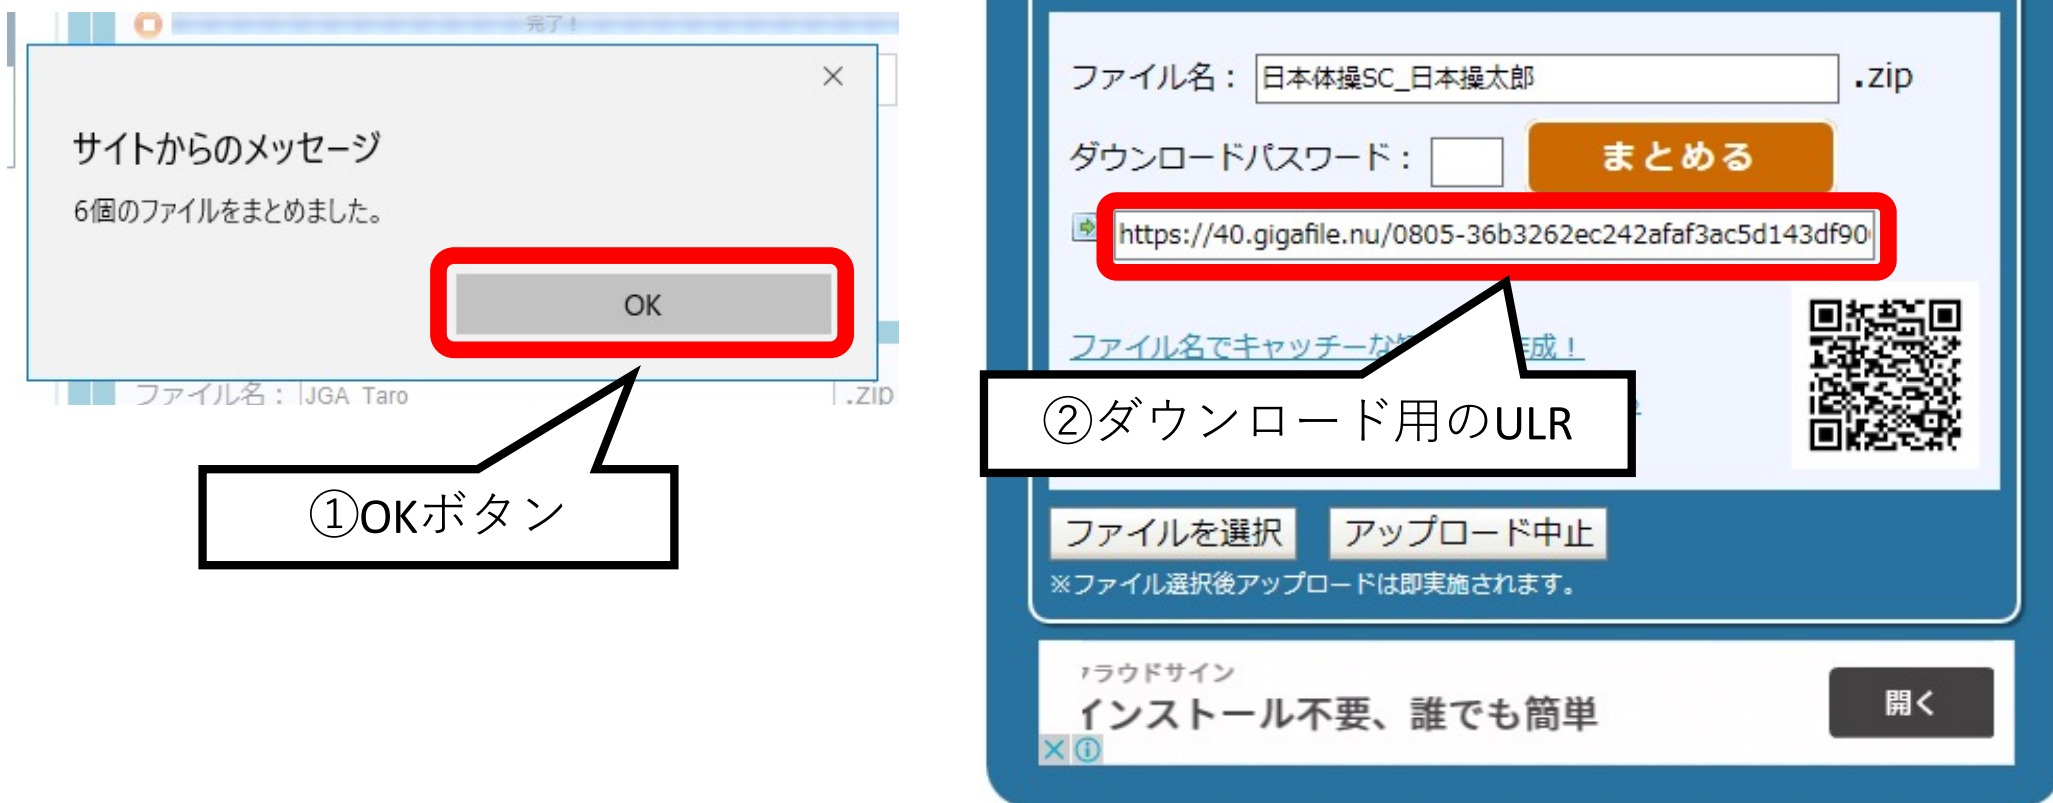 完了！
サイトからのメッセージ
6個のファイルをまとめました。
OK
ファイル名： JGA Taro .zip
①OKボタン
ファイル名： 日本体操SC_日本操太郎 .zip
ダウンロードパスワード： まとめる
https://40.gigafile.nu/0805-36b3262ec242afaf3ac5d143df90
ファイル名でキャッチーな 作成！
②ダウンロード用のULR
ファイルを選択 アップロード中止
※ファイル選択後アップロードは即実施されます。
ラウドサイン
インストール不要、誰でも簡単
開く